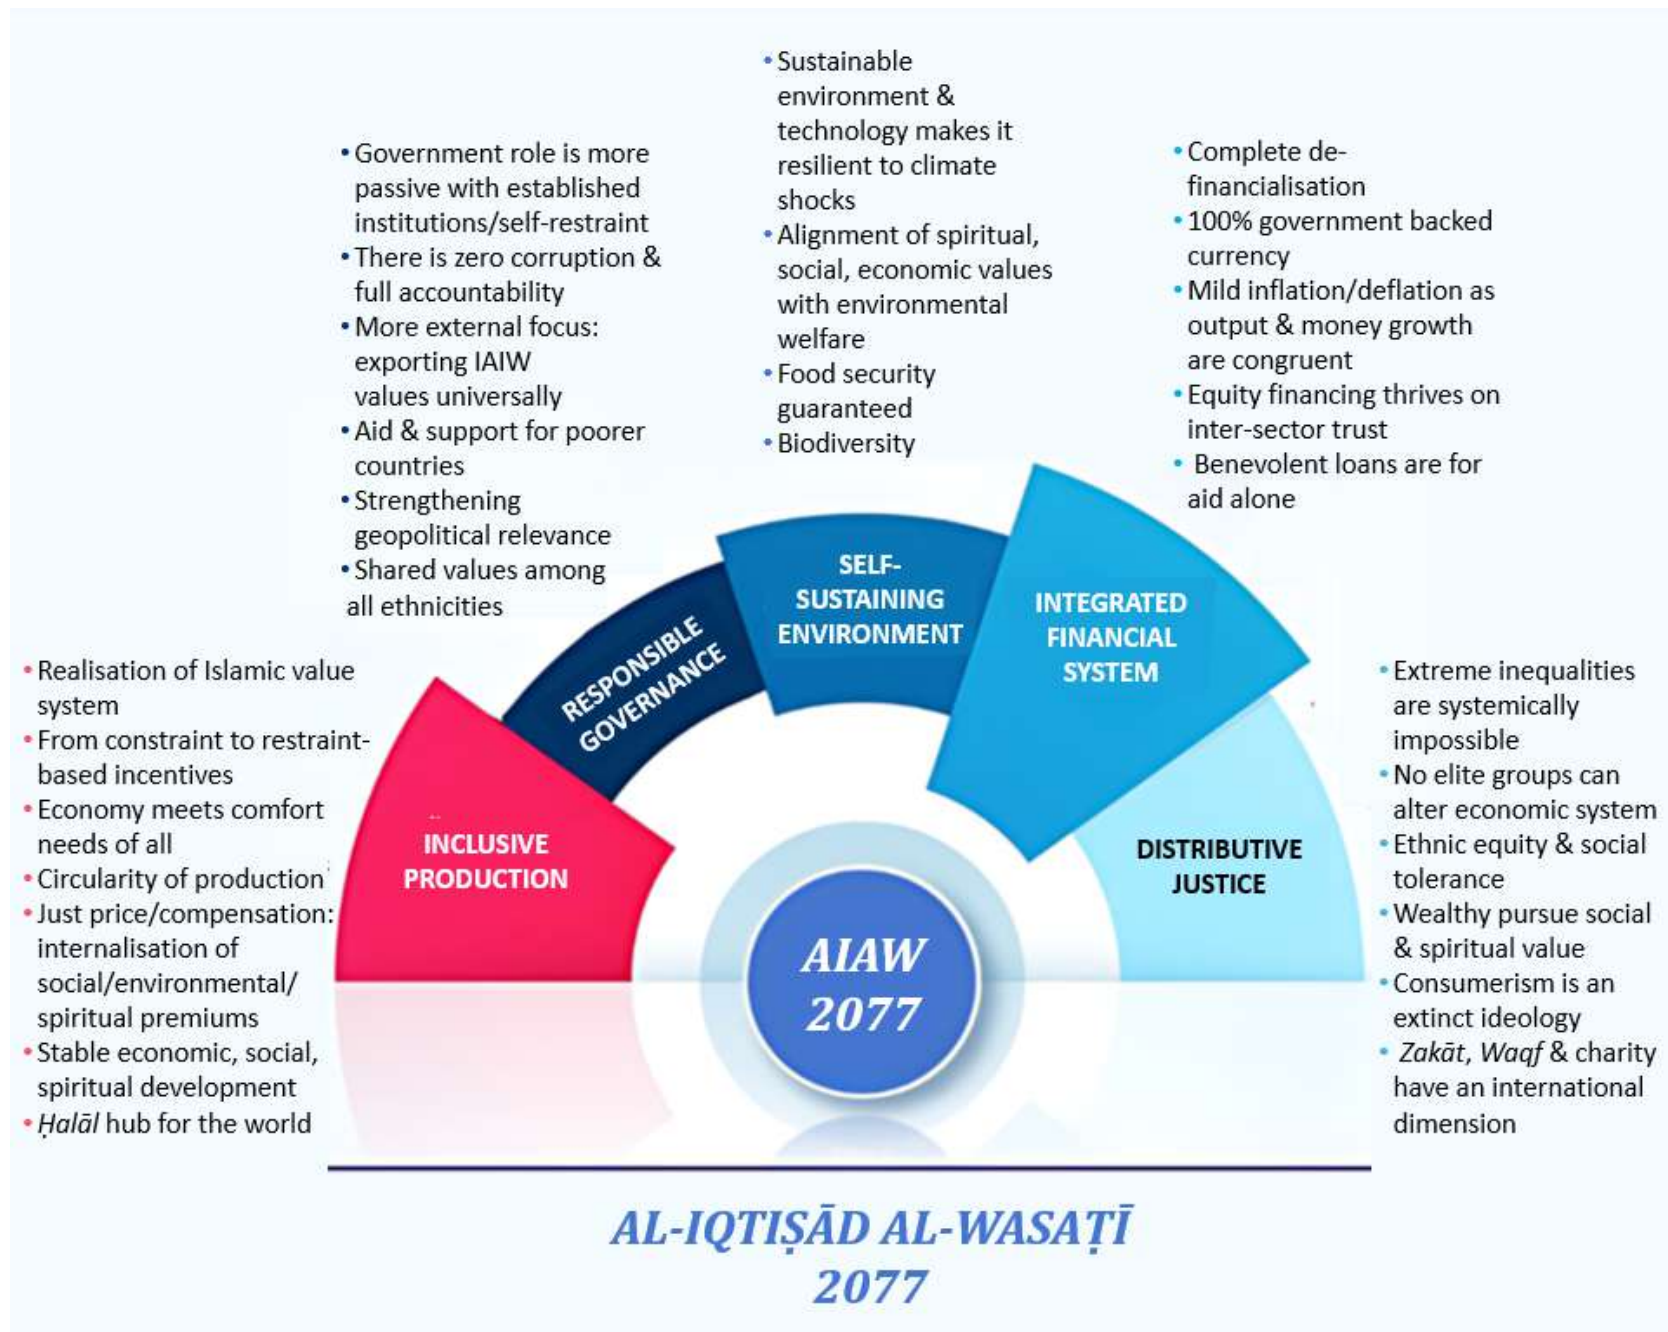 • Sustainable
environment &
technology makes it
resilient to climate
shocks
• Alignment of spiritual,
social, economic values
with environmental
welfare
• Food security
guaranteed
• Biodiversity
• Government role is more
passive with established
institutions/self-restraint
• There is zero corruption &
full accountability
• More external focus:
exporting IAIW
values universally
• Aid & support for poorer
countries
• Strengthening
geopolitical relevance
• Shared values among
all ethnicities
• Complete de-
financialisation
• 100% government backed
currency
• Mild inflation/deflation as
output & money growth
are congruent
• Equity financing thrives on
inter-sector trust
• Benevolent loans are for
aid alone
• Realisation of Islamic value
system
• From constraint to restraint-
based incentives
• Economy meets comfort
needs of all
• Circularity of production
• Just price/compensation:
internalisation of
social/environmental/
spiritual premiums
• Stable economic, social,
spiritual development
• Ḥalāl hub for the world
INCLUSIVE
PRODUCTION
RESPONSIBLE
GOVERNANCE
SELF-
SUSTAINING
ENVIRONMENT
INTEGRATED
FINANCIAL
SYSTEM
DISTRIBUTIVE
JUSTICE
• Extreme inequalities
are systemically
impossible
• No elite groups can
alter economic system
• Ethnic equity & social
tolerance
• Wealthy pursue social
& spiritual value
• Consumerism is an
extinct ideology
• Zakāt, Waqf & charity
have an international
dimension
AIAW
2077
AL-IQTIṢĀD AL-WASAṬĪ
2077